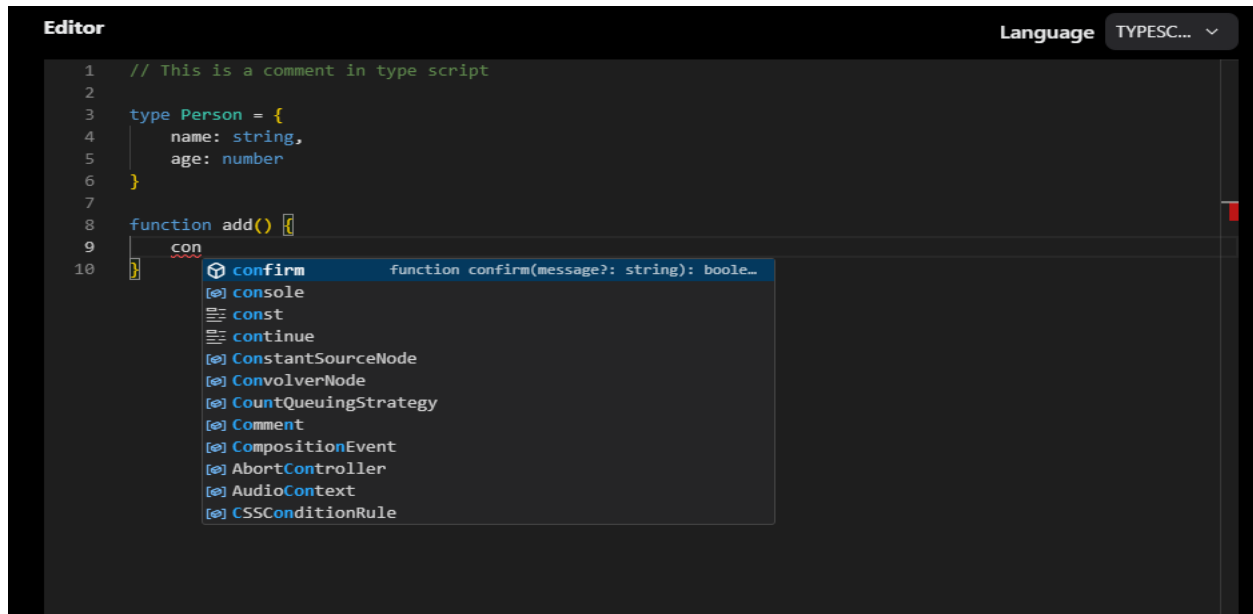 Editor
Language TYPESC...
1 // This is a comment in type script
2
3 type Person = {
4 name: string,
5 age: number
6 }
7
8 function add() {
9 con
10 }
confirm function confirm(message?: string): boole…
console
const
continue
ConstantSourceNode
ConvolverNode
CountQueuingStrategy
Comment
CompositionEvent
AbortController
AudioContext
CSSConditionRule